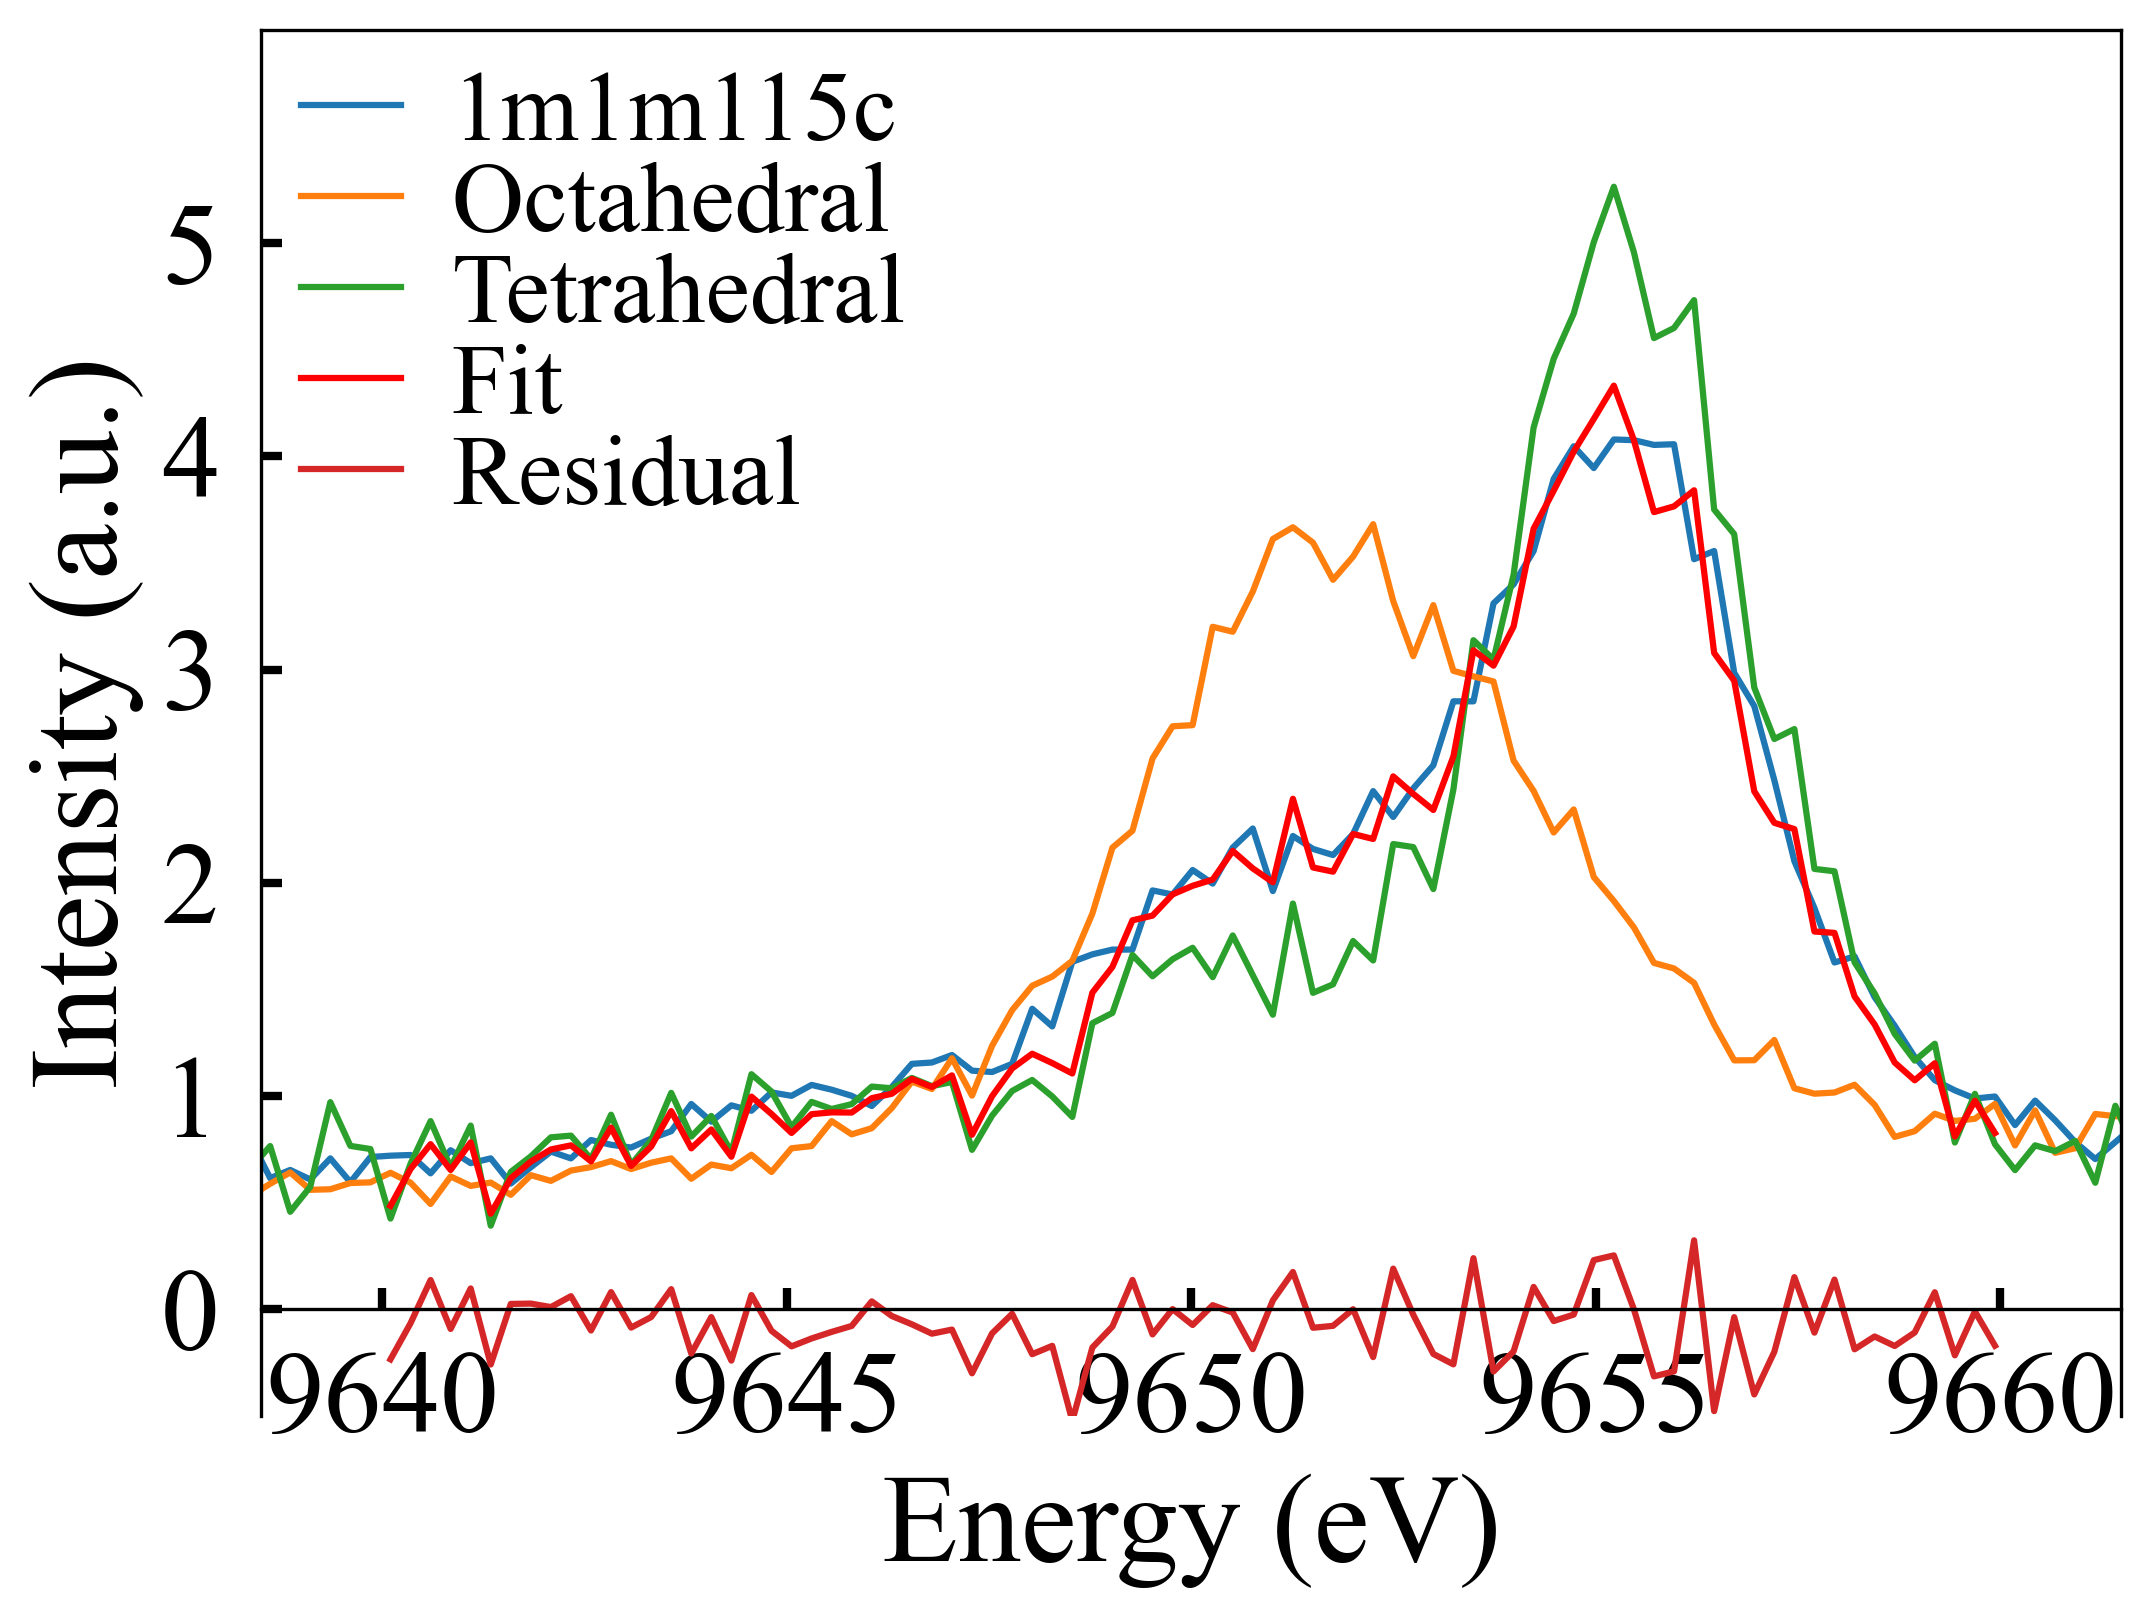 1m1m115c
Octahedral
Tetrahedral
Fit
Residual
Intensity (a.u.)
5
4
3
2
1
0
9640 9645 9650 9655 9660
Energy (eV)